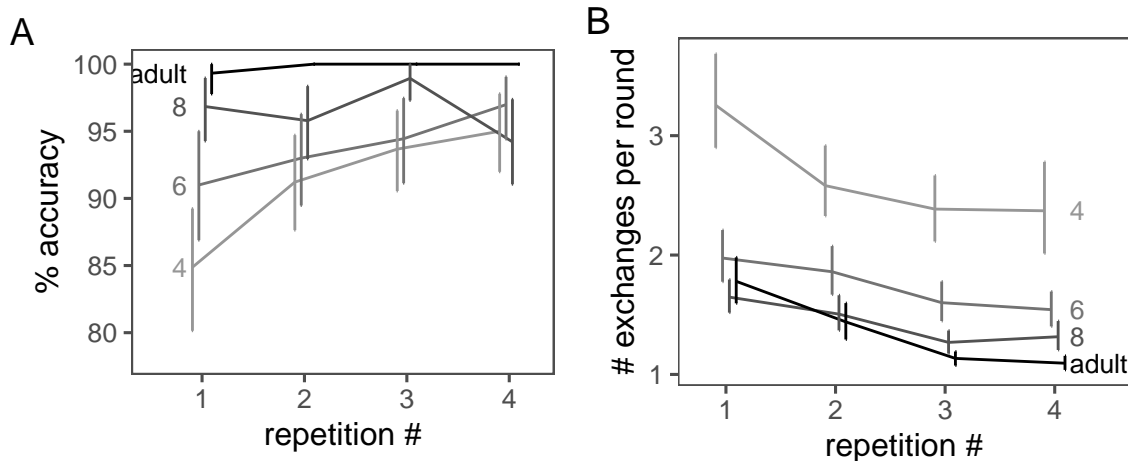 A
% accuracy
100
95
90
85
80
adult
8
6
4
1 2 3 4
repetition #
B
# exchanges per round
3
2
1
4
6
8
adult
1 2 3 4
repetition #